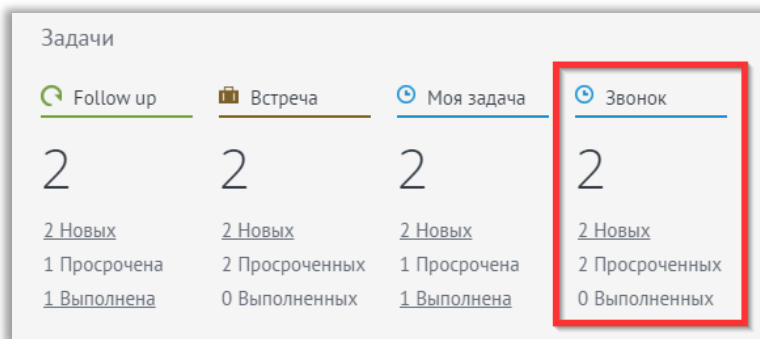 Задачи
Follow up Встреча Моя задача Звонок
2 2 2 2
2 Новых 2 Новых 2 Новых 2 Новых
1 Просрочена 2 Просроченных 1 Просрочена 2 Просроченных
1 Выполнена 0 Выполненных 1 Выполнена 0 Выполненных